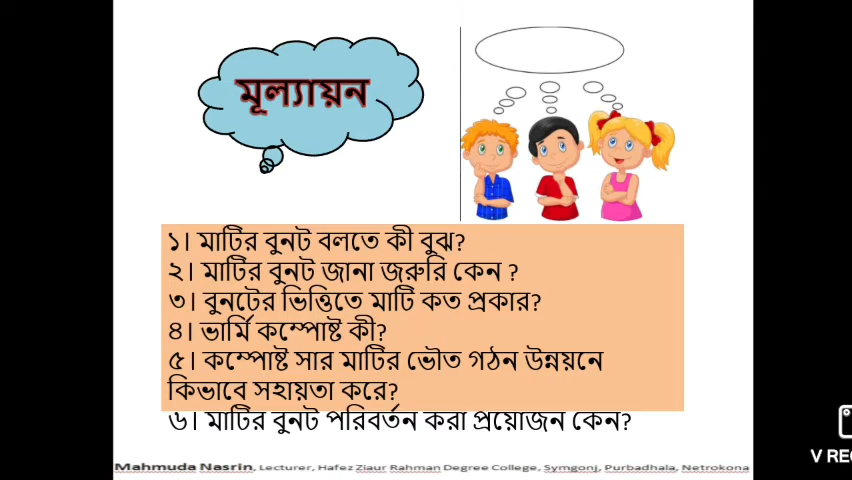 মূল্যায়ন
১। মাটির বুনট বলতে কী বুঝ?
২। মাটির বুনট জানা জরুরি কেন ?
৩। বুনটের ভিত্তিতে মাটি কত প্রকার?
৪। ভার্মি কম্পোষ্ট কী?
৫। কম্পোষ্ট সার মাটির ভৌত গঠন উন্নয়নে
কিভাবে সহায়তা করে?
৬। মাটির বুনট পরিবর্তন করা প্রয়োজন কেন?
Mahmuda Nasrin, Lecturer, Hafez Ziaur Rahman Degree College, Symgonj, Purbadhala, Netrokona